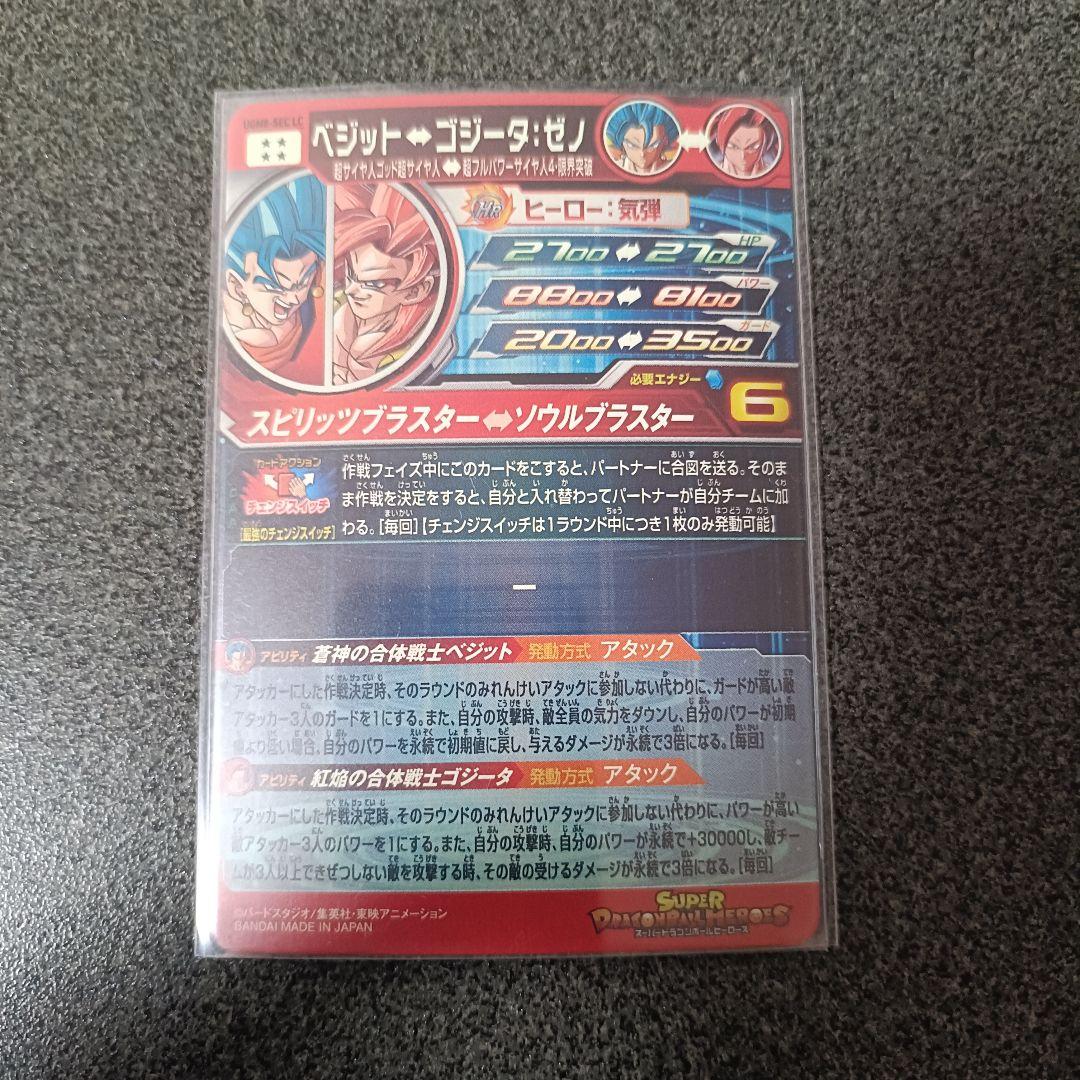 UGM8-SEC LC
★★
★★
ベジット⇔ゴジータ:ゼノ
超サイヤ人ゴッド超サイヤ人⇔超フルパワーサイヤ人4・限界突破
ヒーロー:気弾
HP
2700⇔2700
パワー
8800⇔8100
ガード
2000⇔3500
必要エナジー 6
スピリッツブラスター⇔ソウルブラスター
カードアクション
チェンジスイッチ
[最強のチェンジスイッチ]
作戦フェイズ中にこのカードをこすると、パートナーに合図を送る。そのま
ま作戦を決定をすると、自分と入れ替わってパートナーが自分チームに加
わる。[毎回]【チェンジスイッチは1ラウンド中につき1枚のみ発動可能】
ー
アビリティ 蒼神の合体戦士ベジット 発動方式 アタック
アタッカーにした作戦決定時、そのラウンドのみれんけいアタックに参加しない代わりに、ガードが高い敵
アタッカー3人のガードを1にする。また、自分の攻撃時、敵全員の気力をダウンし、自分のパワーが初期
値より低い場合、自分のパワーを永続で初期値に戻し、与えるダメージが永続で3倍になる。[毎回]
アビリティ 紅焔の合体戦士ゴジータ 発動方式 アタック
アタッカーにした作戦決定時、そのラウンドのみれんけいアタックに参加しない代わりに、パワーが高い
敵アタッカー3人のパワーを1にする。また、自分の攻撃時、自分のパワーが永続で+30000し、敵チー
ムが3人以上できぜつしない敵を攻撃する時、その敵の受けるダメージが永続で3倍になる。[毎回]
©バードスタジオ/集英社・東映アニメーション
BANDAI MADE IN JAPAN
SUPER
DRAGONBALL HEROES
スーパードラゴンボールヒーローズ